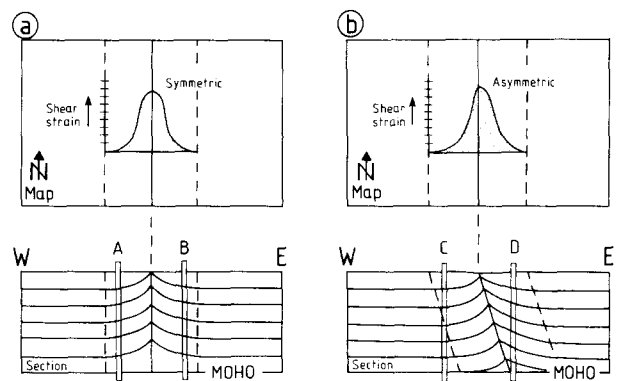 a
Symmetric
Shear
strain
N
Map
W
A
B
E
Section
MOHO
b
Asymmetric
Shear
strain
N
Map
W
C
D
E
Section
MOHO